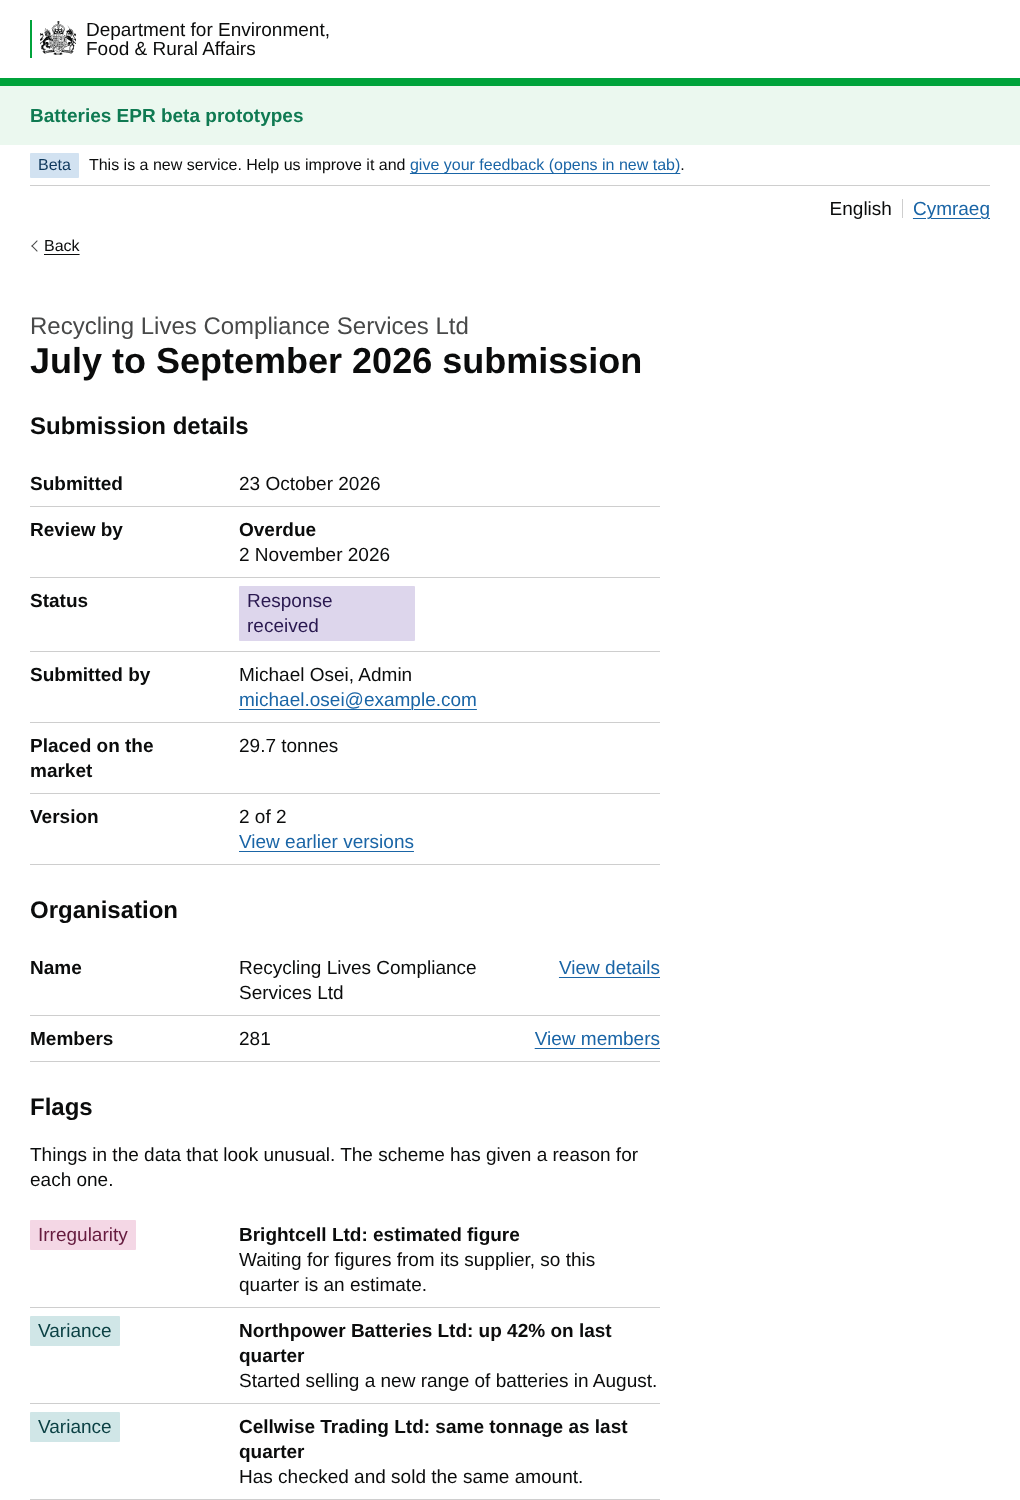 Department for Environment,
Food & Rural Affairs
Batteries EPR beta prototypes
Beta This is a new service. Help us improve it and give your feedback (opens in new tab).
English Cymraeg
Back
Recycling Lives Compliance Services Ltd
July to September 2026 submission
Submission details
Submitted 23 October 2026
Review by Overdue
2 November 2026
Status Response
received
Submitted by Michael Osei, Admin
michael.osei@example.com
Placed on the 29.7 tonnes
market
Version 2 of 2
View earlier versions
Organisation
Name Recycling Lives Compliance View details
Services Ltd
Members 281 View members
Flags
Things in the data that look unusual. The scheme has given a reason for
each one.
Irregularity Brightcell Ltd: estimated figure
Waiting for figures from its supplier, so this
quarter is an estimate.
Variance Northpower Batteries Ltd: up 42% on last
quarter
Started selling a new range of batteries in August.
Variance Cellwise Trading Ltd: same tonnage as last
quarter
Has checked and sold the same amount.